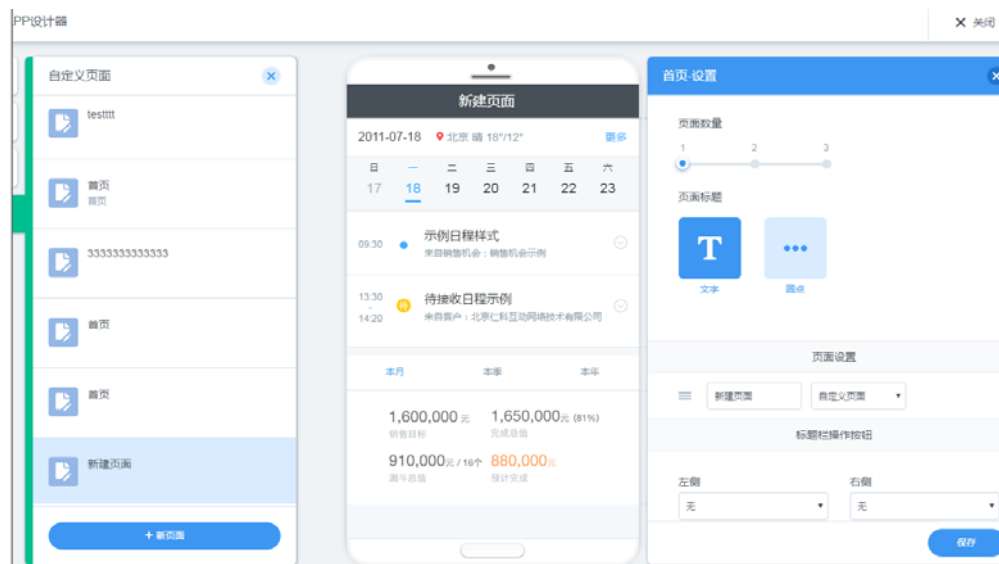 PP设计器
× 关闭
自定义页面
testttt
首页
首页
3333333333333
首页
首页
新建页面
+ 新页面
新建页面
2011-07-18 北京 晴 18°/12° 更多
日 一 二 三 四 五 六
17 18 19 20 21 22 23
09:30 示例日程样式
来自销售机会：销售机会示例
13:30 - 14:20 待 待接收日程示例
来自客户：北京仁科互动网络技术有限公司
本月 本季 本年
1,600,000 元 1,650,000元 (81%)
销售目标 完成总值
910,000元 / 16个 880,000元
漏斗总值 预计完成
首页-设置
页面数量
1 2 3
页面标题
T
文字 圆点
页面设置
新建页面 自定义页面
标题栏操作按钮
左侧 右侧
无 无
保存